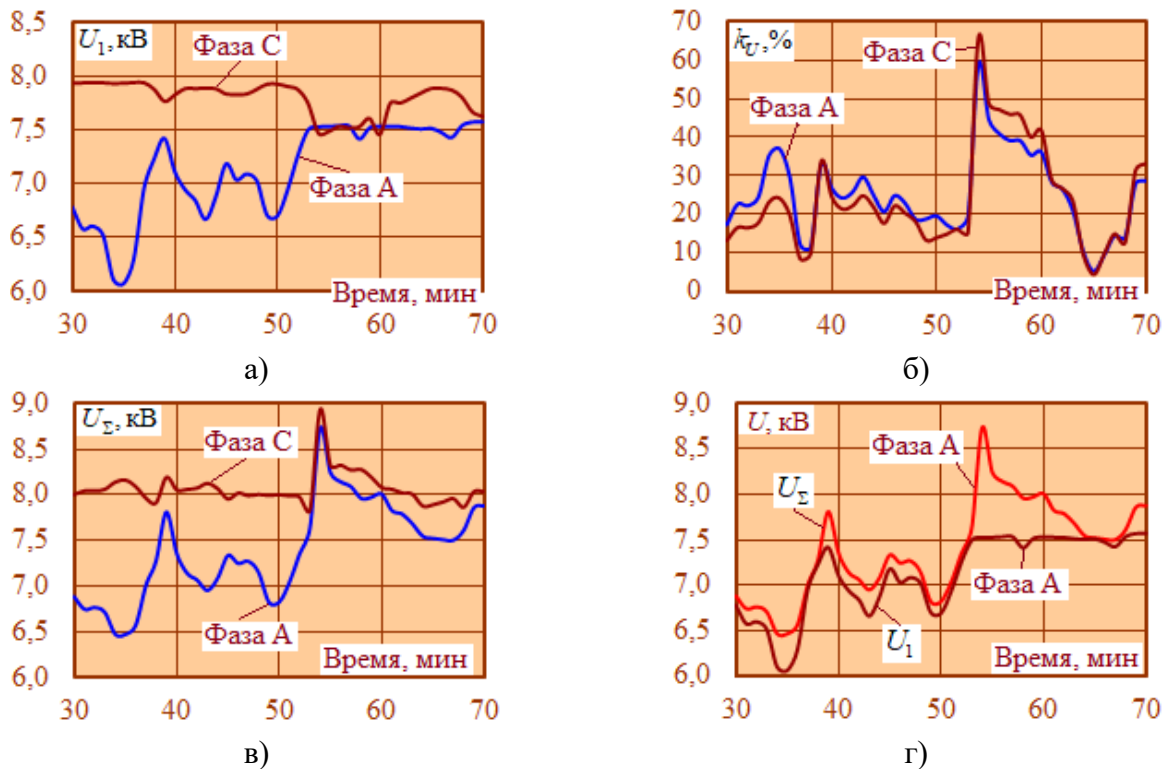 8,5
U₁, кВ
Фаза С
8,0
7,5
7,0
Фаза А
6,5
6,0
Время, мин
30 40 50 60 70
а)
70
k_U, %
Фаза С
60
50
Фаза А
40
30
20
10
0
Время, мин
30 40 50 60 70
б)
9,0
U_Σ, кВ
8,5
Фаза С
8,0
7,5
7,0
Фаза А
6,5
Время, мин
6,0
30 40 50 60 70
в)
9,0
U, кВ
8,5
Фаза А
U_Σ
8,0
7,5
Фаза А
7,0
6,5
U₁
Время, мин
6,0
30 40 50 60 70
г)